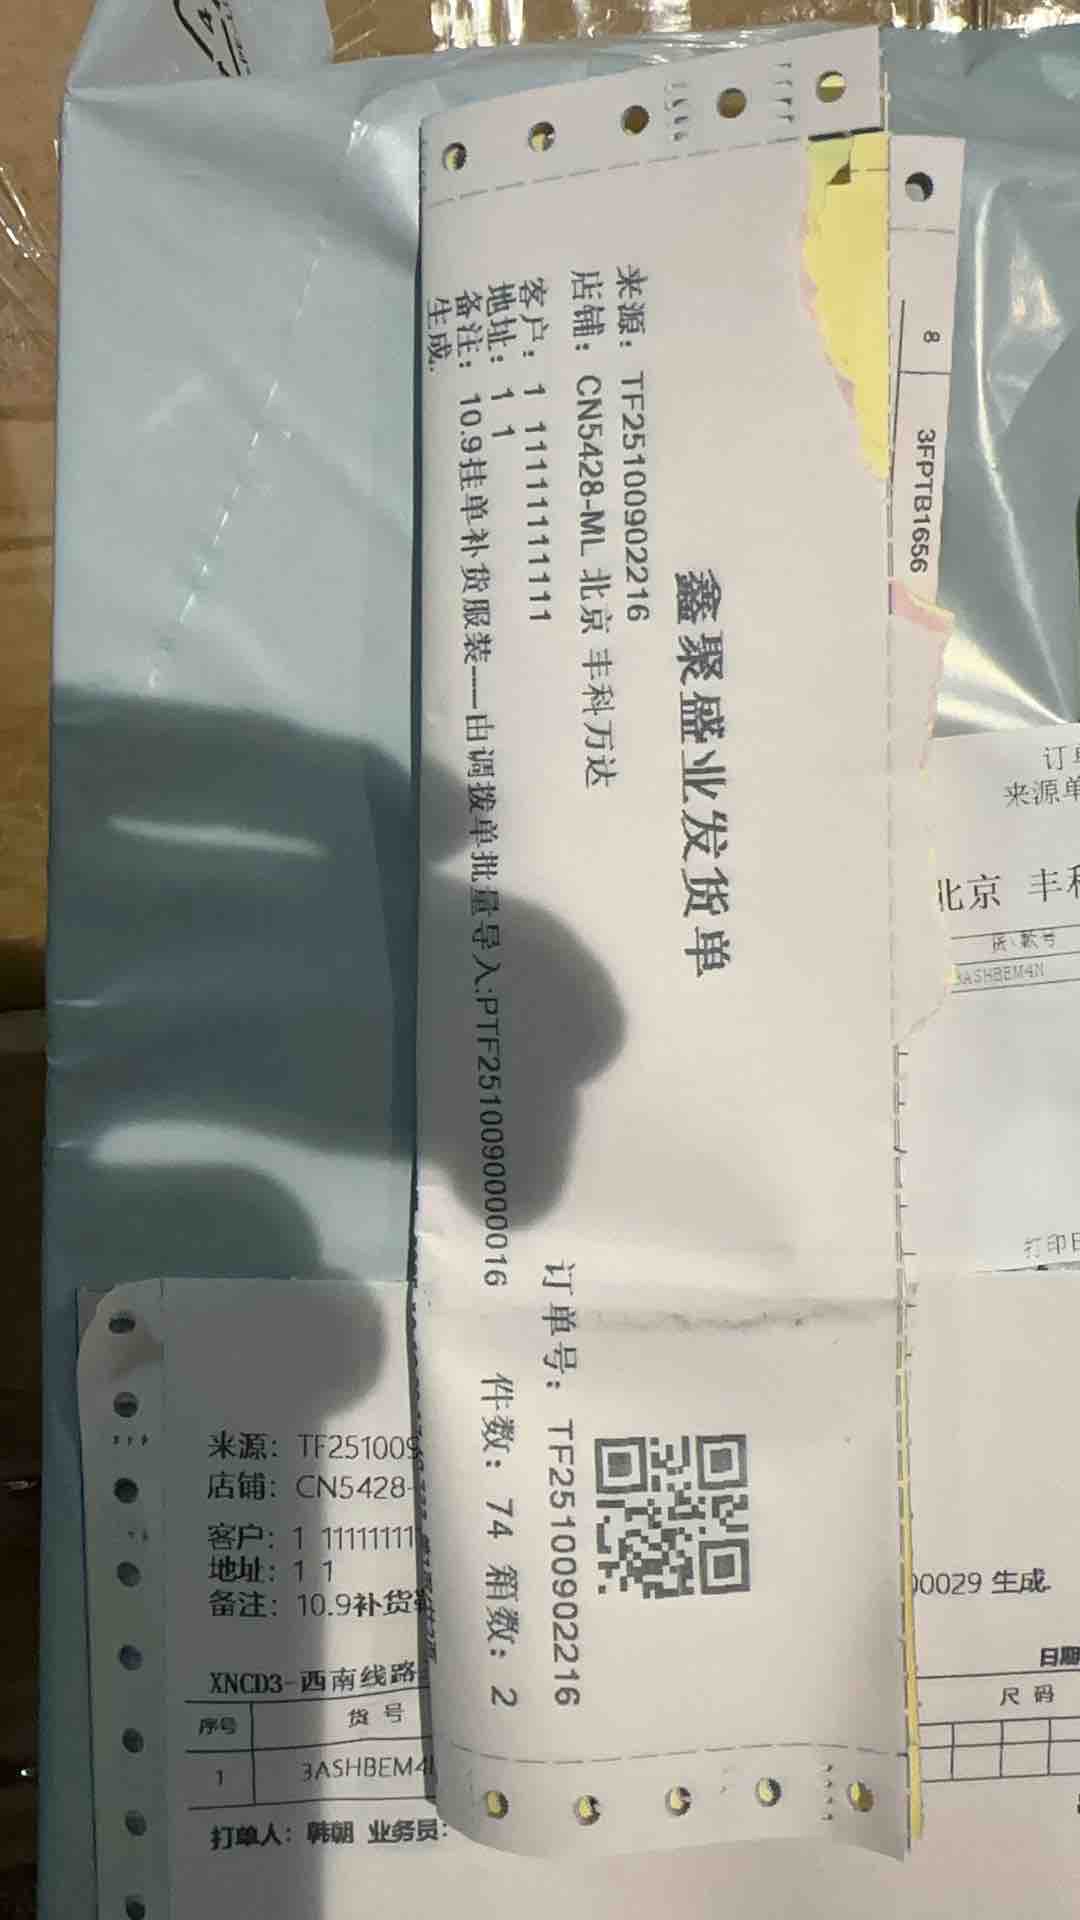 鑫聚盛业发货单
来源：TF2510090​2216
店铺：CN5428-ML 北京 丰科万达
订单号：TF25100902216
客户：1 11111111111
地址：1 1
件数：74 箱数：2
备注：10.9挂单补货服装——由调拨单批量导入:PTF2510090000016
生成.
8 3FPTB1656
来源单
北京 丰科
货\款号
3ASHBEM4N
来源：TF251009
店铺：CN5428-
客户：1 11111111
地址：1 1
备注：10.9补货
00029 生成.
日期
XNCD3-西南线路
序号 货 号 尺 码
1 3ASHBEM4
打单人：韩朝 业务员：